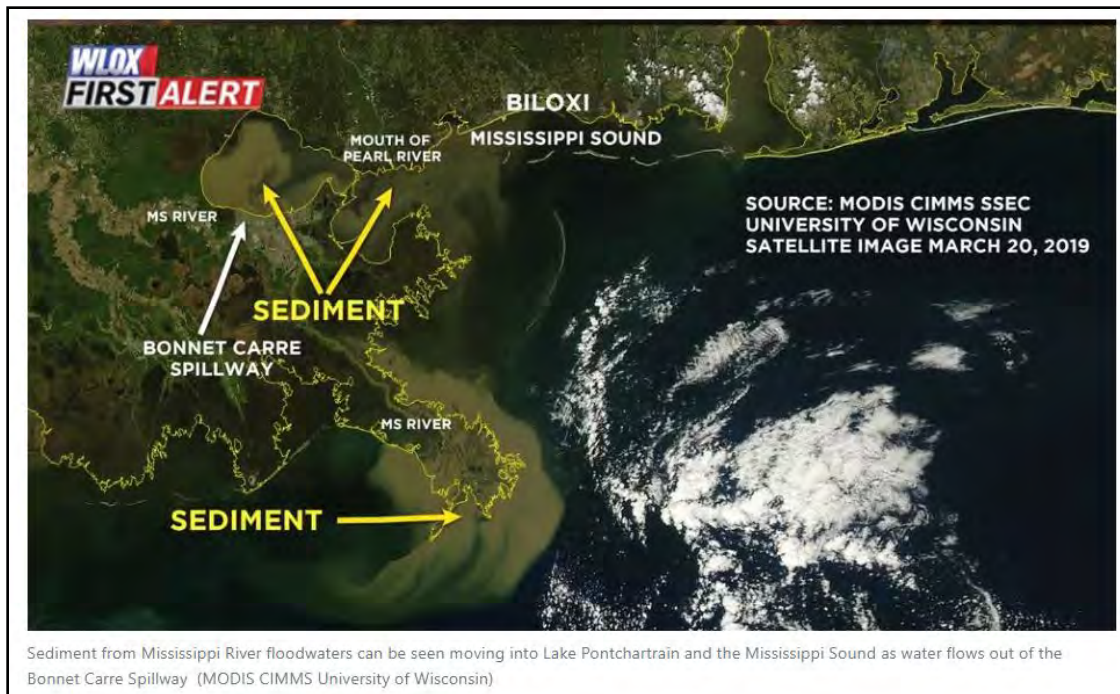 WLOX
FIRST ALERT
BILOXI
MISSISSIPPI SOUND
MOUTH OF
PEARL RIVER
MS RIVER
SOURCE: MODIS CIMMS SSEC
UNIVERSITY OF WISCONSIN
SATELLITE IMAGE MARCH 20, 2019
SEDIMENT
BONNET CARRE
SPILLWAY
MS RIVER
SEDIMENT
Sediment from Mississippi River floodwaters can be seen moving into Lake Pontchartrain and the Mississippi Sound as water flows out of the
Bonnet Carre Spillway (MODIS CIMMS University of Wisconsin)